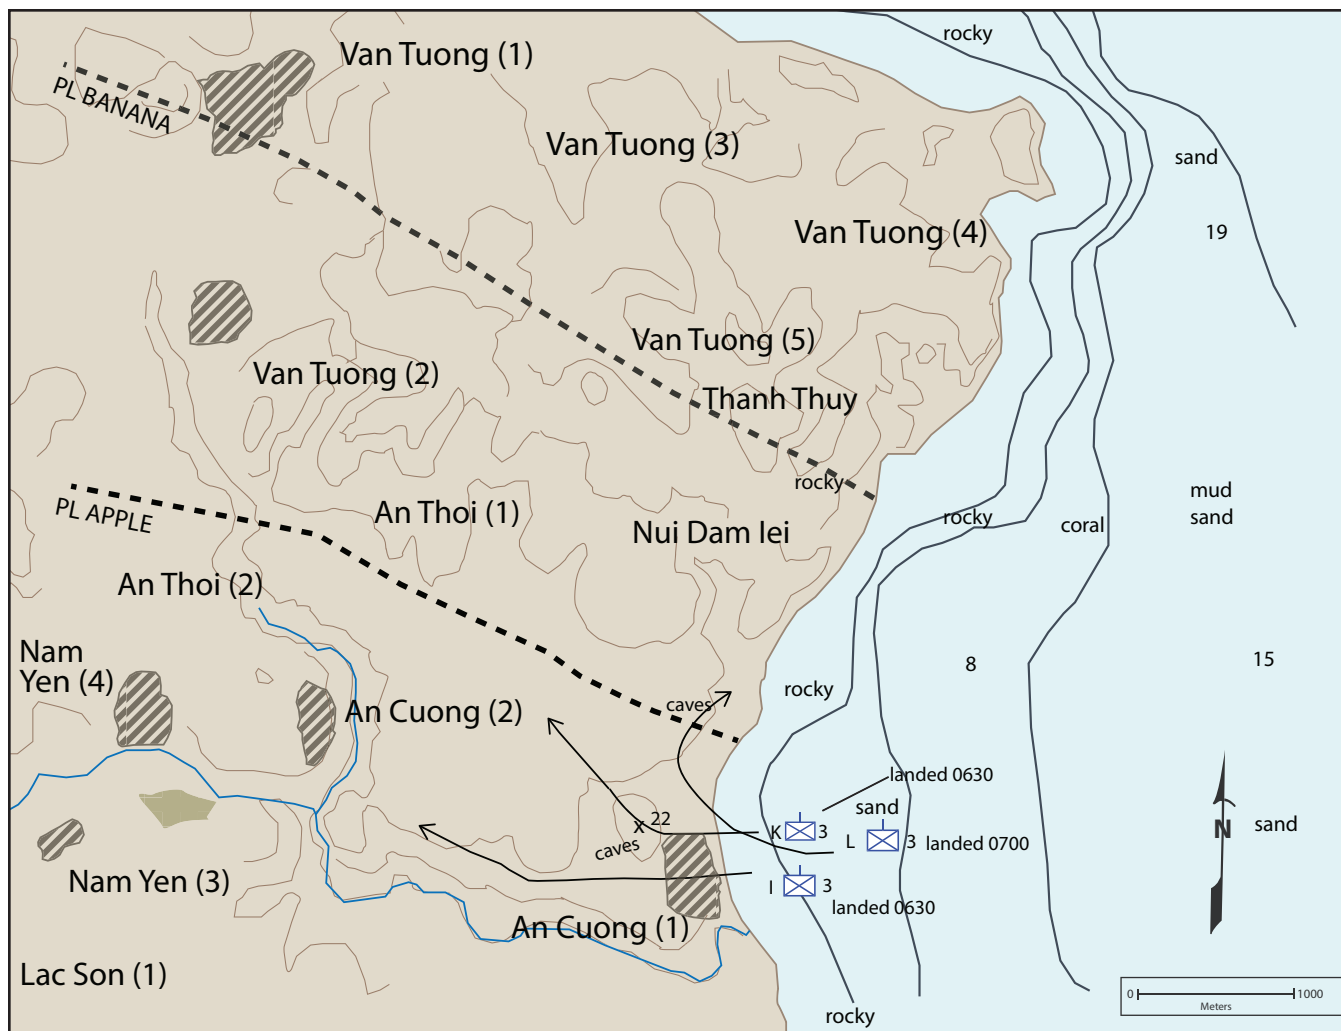 rocky
Van Tuong (1)
PL BANANA
Van Tuong (3)
sand
Van Tuong (4)
19
Van Tuong (5)
Van Tuong (2)
Thanh Thuy
rocky
PL APPLE
An Thoi (1)
Nui Dam lei
rocky
coral
mud
sand
An Thoi (2)
Nam
Yen (4)
8
15
rocky
caves
An Cuong (2)
landed 0630
sand
x 22
caves
K 3
L 3 landed 0700
N
sand
I 3
landed 0630
Nam Yen (3)
An Cuong (1)
Lac Son (1)
rocky
0 1000
Meters